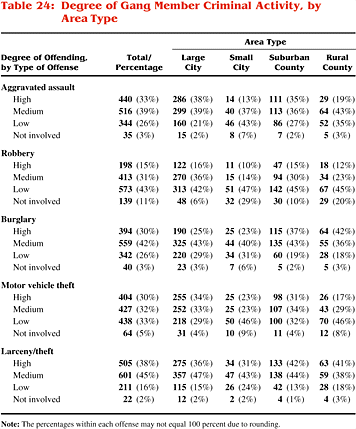 Table 24: Degree of Gang Member Criminal Activity, by
Area Type
Area Type
Degree of Offending, Total/ Large Small Suburban Rural
by Type of Offense Percentage City City County County
Aggravated assault
High 440 (33%) 286 (38%) 14 (13%) 111 (35%) 29 (19%)
Medium 516 (39%) 299 (39%) 40 (37%) 113 (36%) 64 (43%)
Low 344 (26%) 160 (21%) 46 (43%) 86 (27%) 52 (35%)
Not involved 35 (3%) 15 (2%) 8 (7%) 7 (2%) 5 (3%)
Robbery
High 198 (15%) 122 (16%) 11 (10%) 47 (15%) 18 (12%)
Medium 413 (31%) 270 (36%) 15 (14%) 94 (30%) 34 (23%)
Low 573 (43%) 313 (42%) 51 (47%) 142 (45%) 67 (45%)
Not involved 139 (11%) 48 (6%) 32 (29%) 30 (10%) 29 (20%)
Burglary
High 394 (30%) 190 (25%) 25 (23%) 115 (37%) 64 (42%)
Medium 559 (42%) 325 (43%) 44 (40%) 135 (43%) 55 (36%)
Low 342 (26%) 220 (29%) 34 (31%) 60 (19%) 28 (18%)
Not involved 40 (3%) 23 (3%) 7 (6%) 5 (2%) 5 (3%)
Motor vehicle theft
High 404 (30%) 255 (34%) 25 (23%) 98 (31%) 26 (17%)
Medium 427 (32%) 252 (33%) 25 (23%) 107 (34%) 43 (29%)
Low 438 (33%) 218 (29%) 50 (46%) 100 (32%) 70 (46%)
Not involved 64 (5%) 31 (4%) 10 (9%) 11 (4%) 12 (8%)
Larceny/theft
High 505 (38%) 275 (36%) 34 (31%) 133 (42%) 63 (41%)
Medium 601 (45%) 357 (47%) 47 (43%) 138 (44%) 59 (38%)
Low 211 (16%) 115 (15%) 26 (24%) 42 (13%) 28 (18%)
Not involved 22 (2%) 12 (2%) 2 (2%) 4 (1%) 4 (3%)
Note: The percentages within each offense may not equal 100 percent due to rounding.